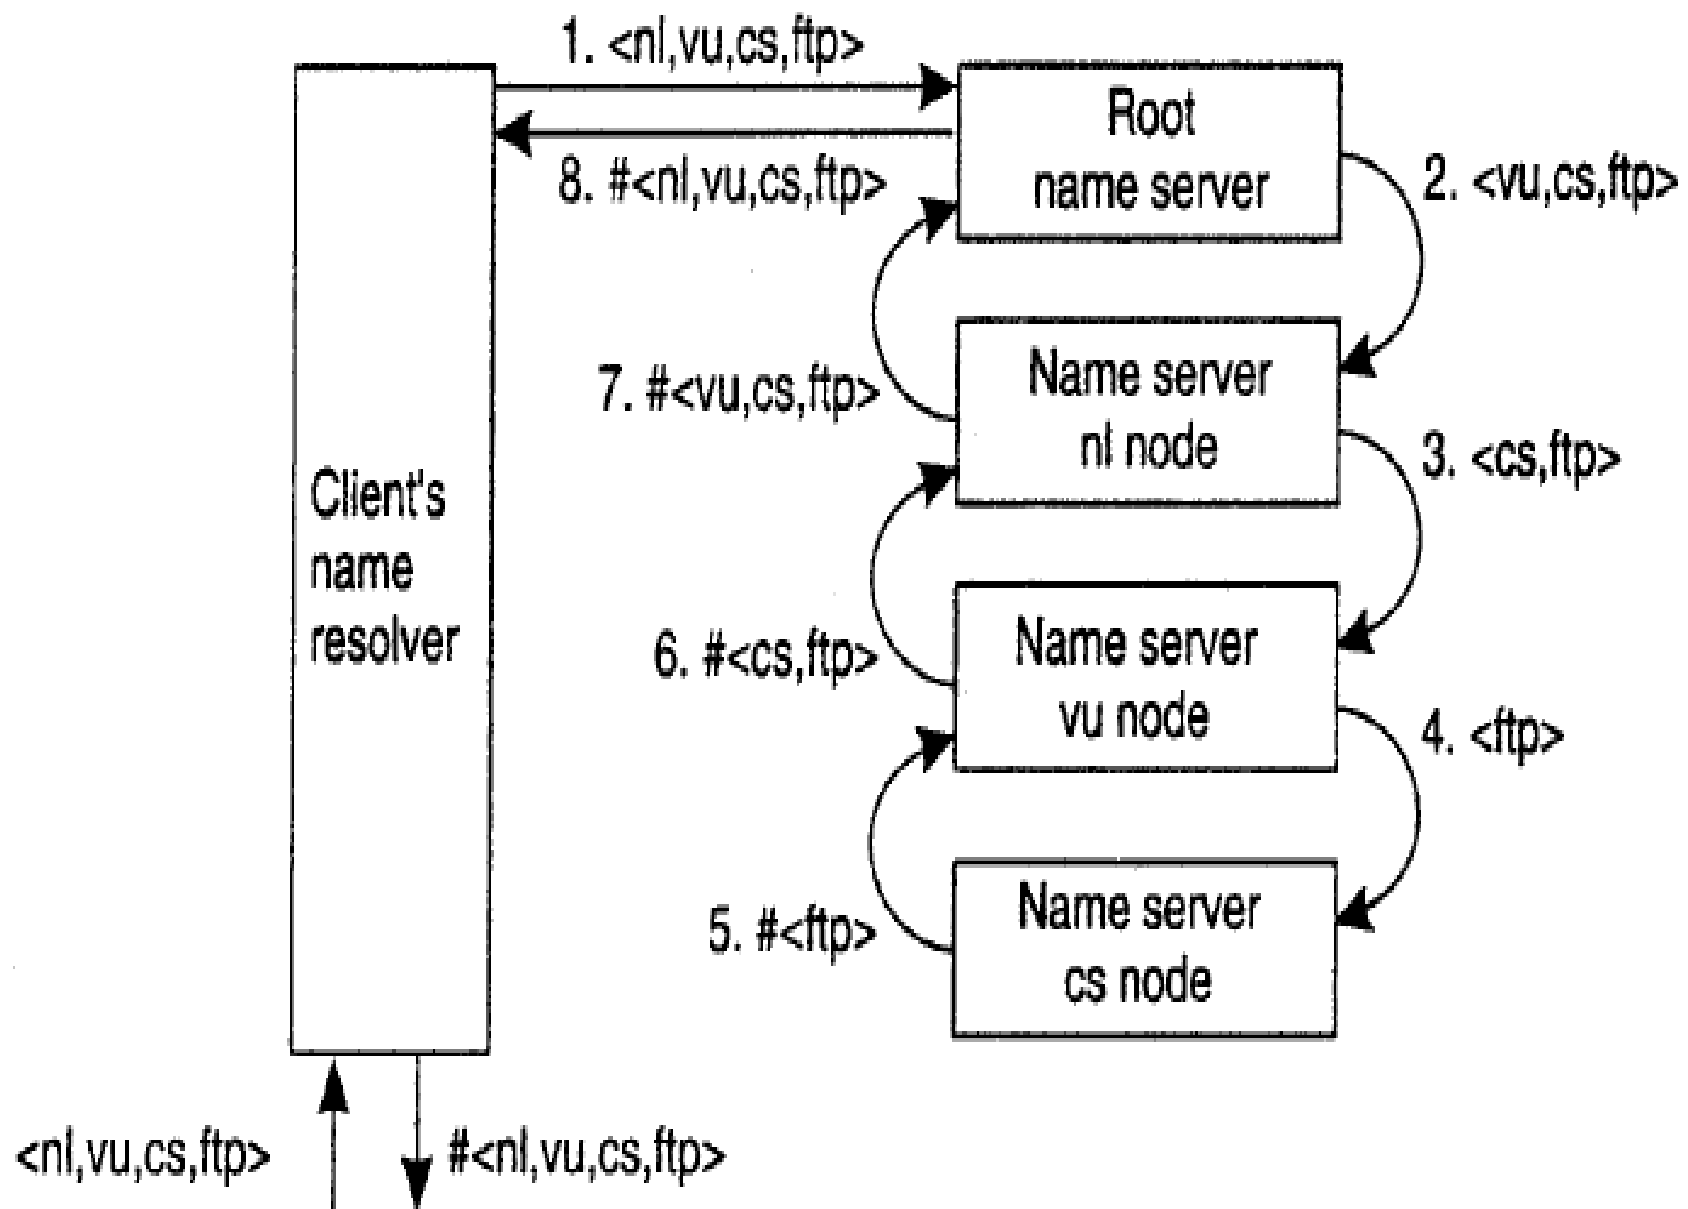 1. <nl,vu,cs,ftp>
Root
name server
8. #<nl,vu,cs,ftp>
2. <vu,cs,ftp>
Name server
nl node
7. #<vu,cs,ftp>
3. <cs,ftp>
Client's
name
resolver
Name server
vu node
6. #<cs,ftp>
4. <ftp>
Name server
cs node
5. #<ftp>
<nl,vu,cs,ftp>
#<nl,vu,cs,ftp>